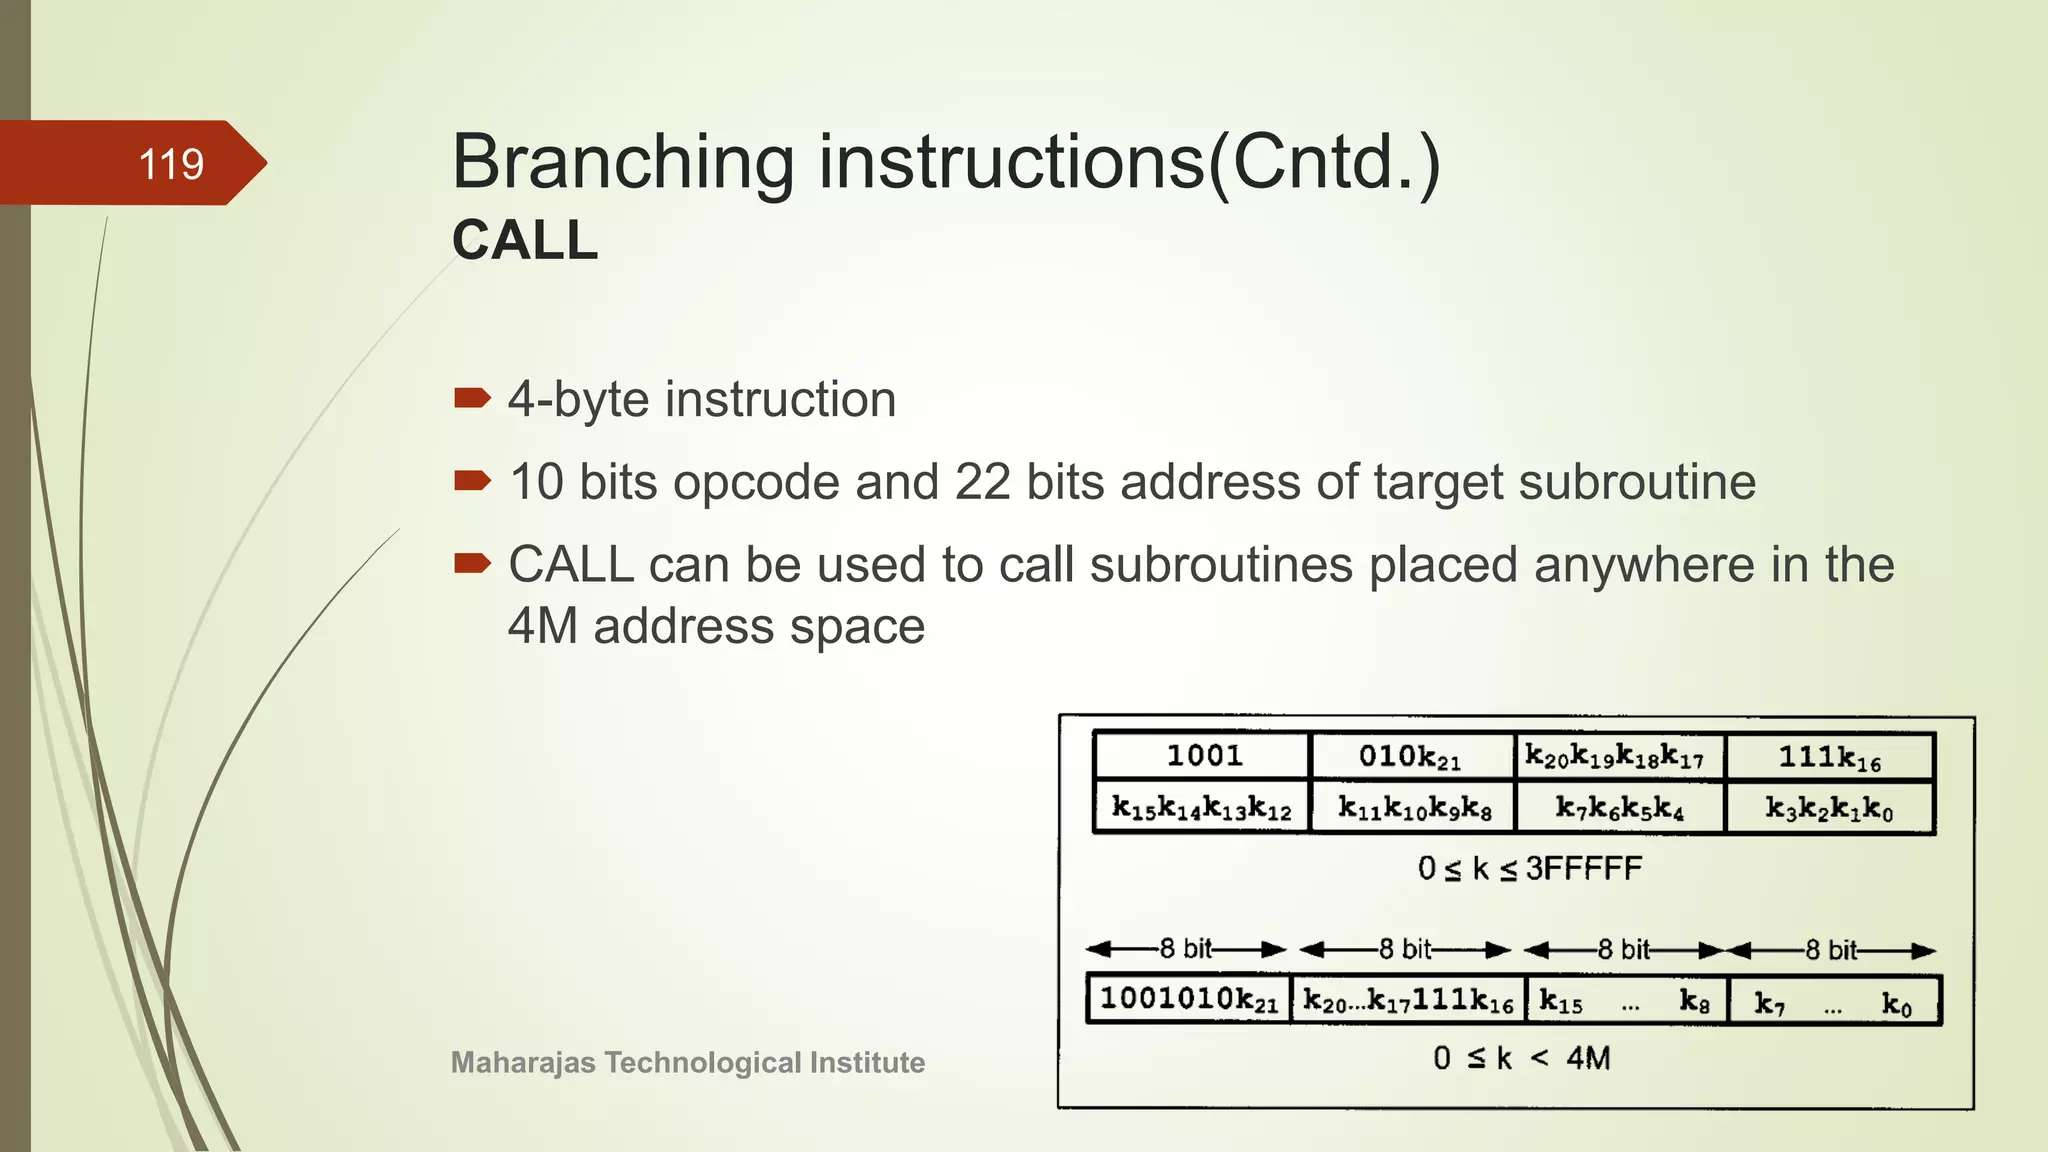 119
Branching instructions(Cntd.)
CALL
4-byte instruction
10 bits opcode and 22 bits address of target subroutine
CALL can be used to call subroutines placed anywhere in the
4M address space
1001 010k₂₁ k₂₀k₁₉k₁₈k₁₇ 111k₁₆
k₁₅k₁₄k₁₃k₁₂ k₁₁k₁₀k₉k₈ k₇k₆k₅k₄ k₃k₂k₁k₀
0 ≤ k ≤ 3FFFFF
8 bit 8 bit 8 bit 8 bit
1001010k₂₁ k₂₀...k₁₇111k₁₆ k₁₅ ... k₈ k₇ ... k₀
0 ≤ k < 4M
Maharajas Technological Institute